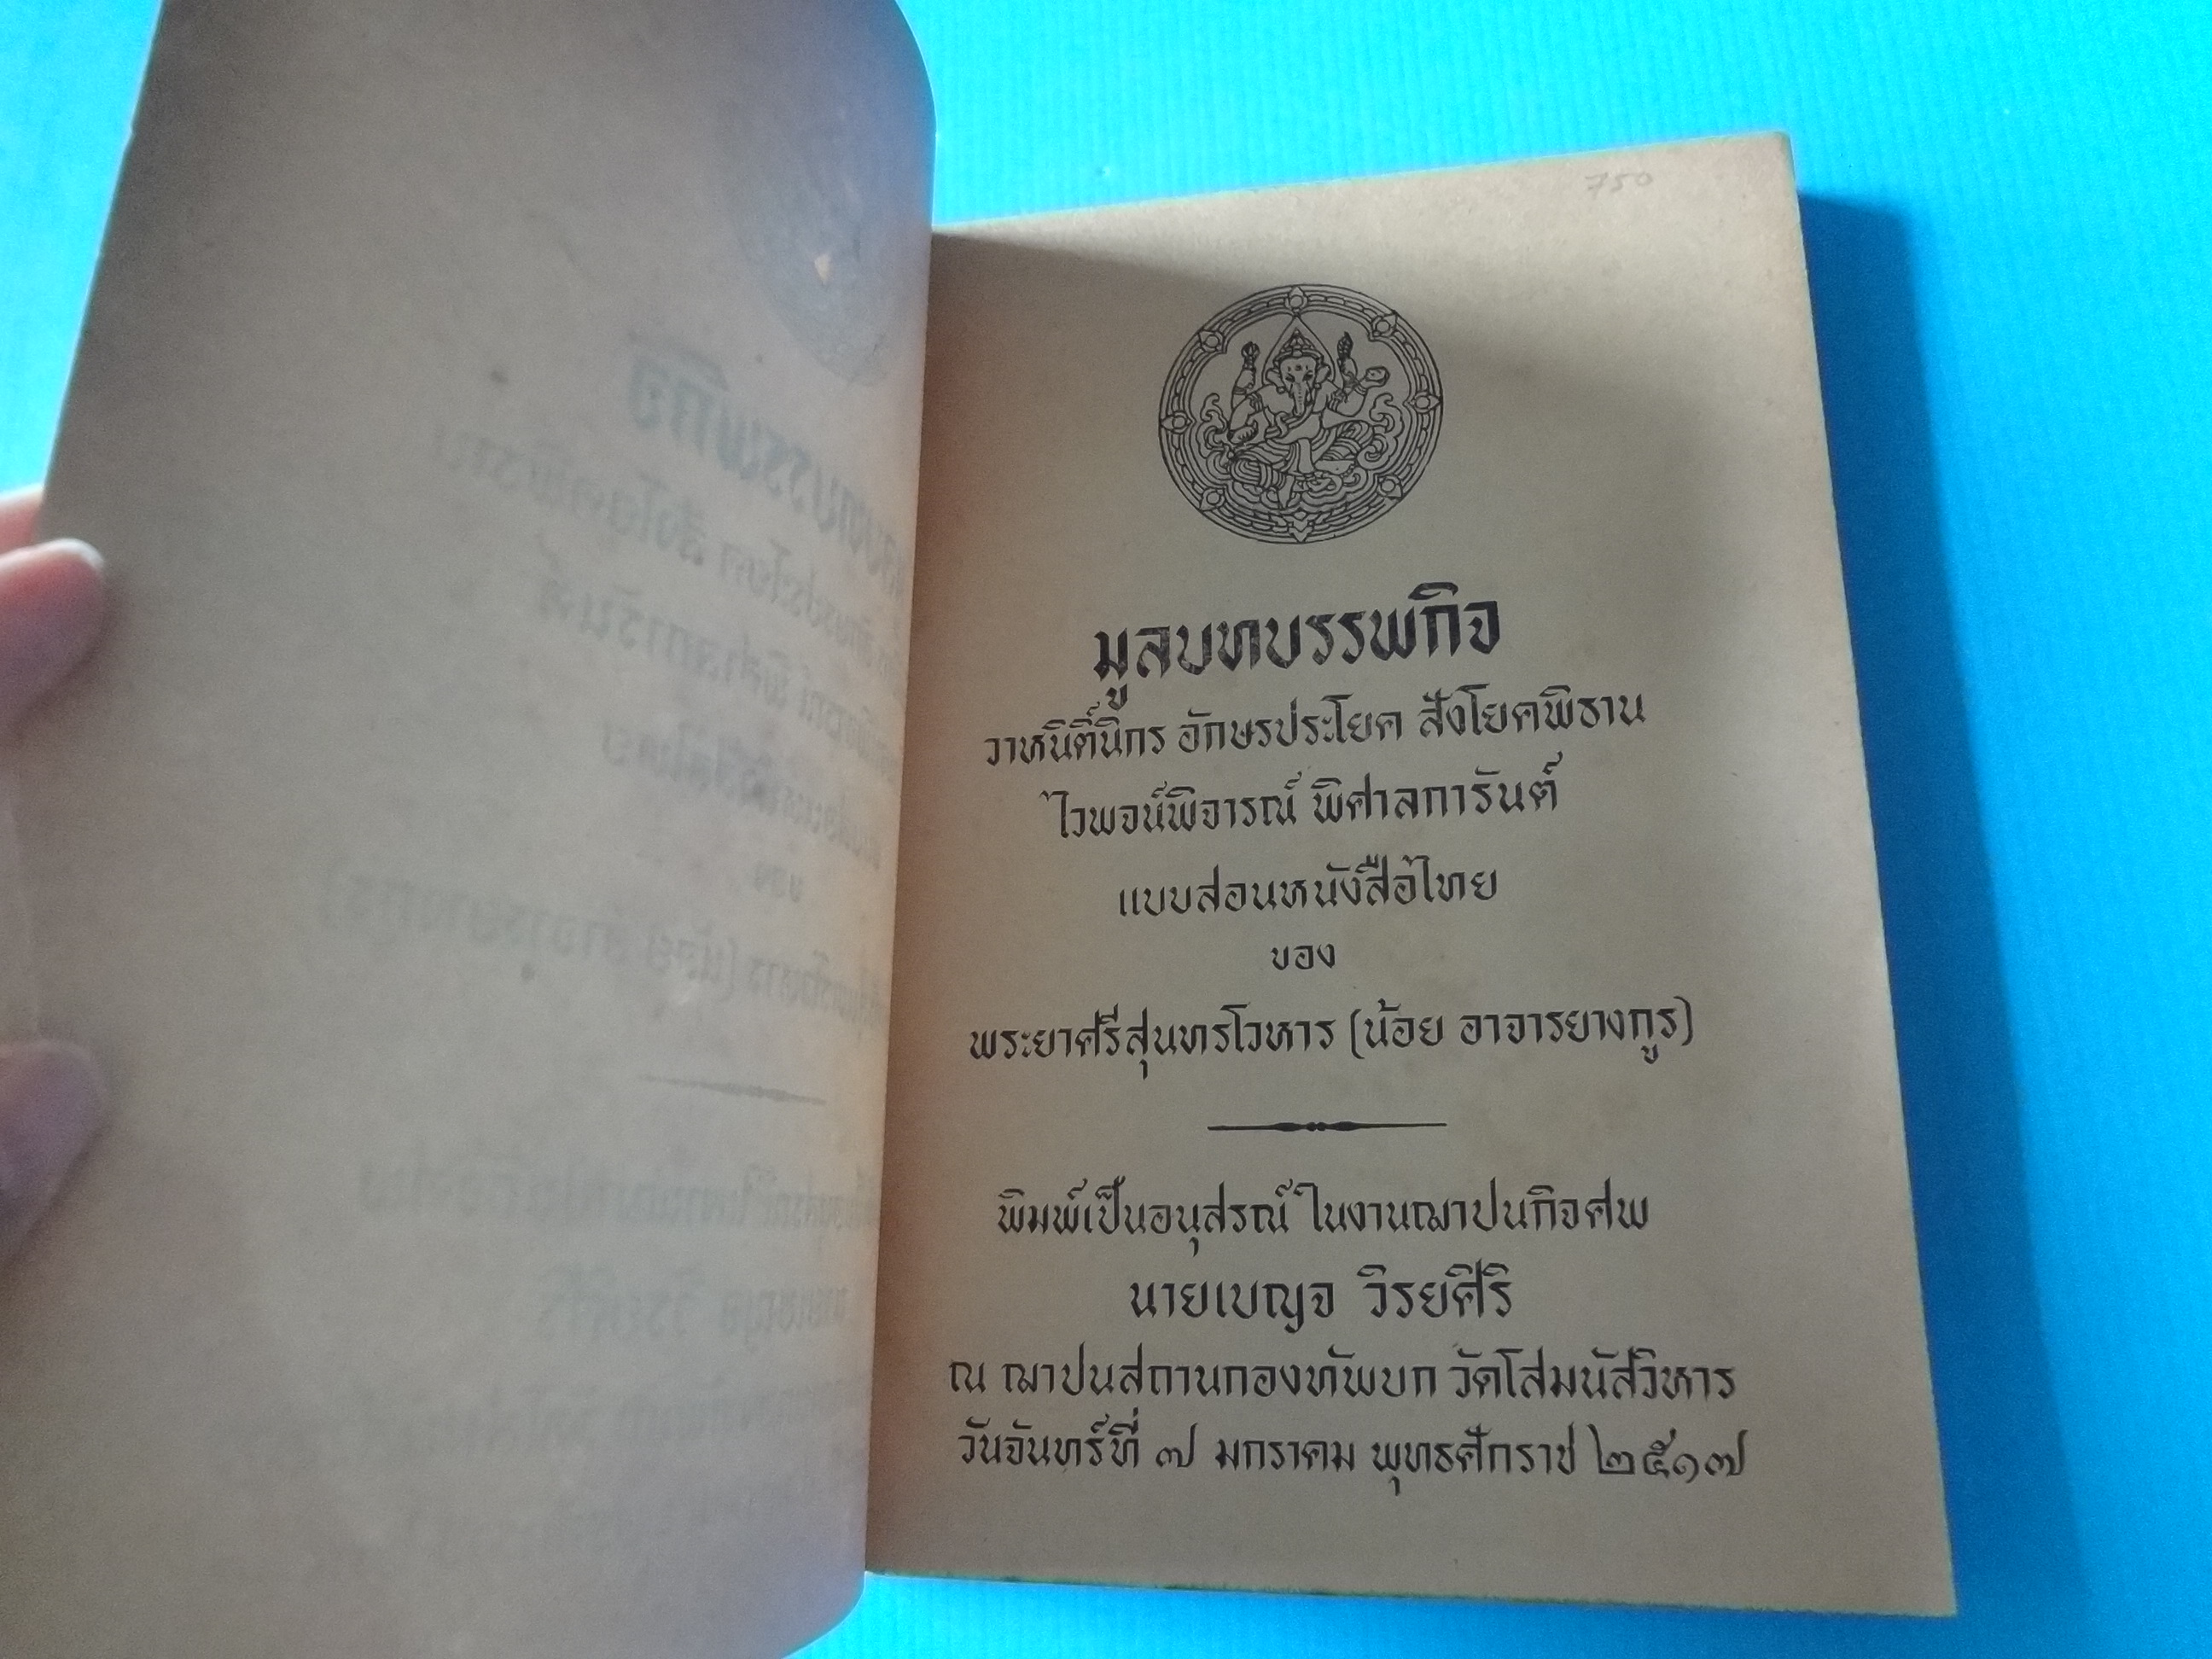 750
มูลบทบรรพกิจ
วาหนิติ์นิกร อักษรประโยค สังโยคพิธาน
ไวพจน์พิจารณ์ พิศาลการันต์
แบบสอนหนังสือไทย
ของ
พระยาศรีสุนทรโวหาร (น้อย อาจารยางกูร)
พิมพ์เป็นอนุสรณ์ ในงานฌาปนกิจศพ
นายเบญจ วิรยศิริ
ณ ฌาปนสถานกองทัพบก วัดโสมนัสวิหาร
วันจันทร์ที่ ๗ มกราคม พุทธศักราช ๒๕๑๗